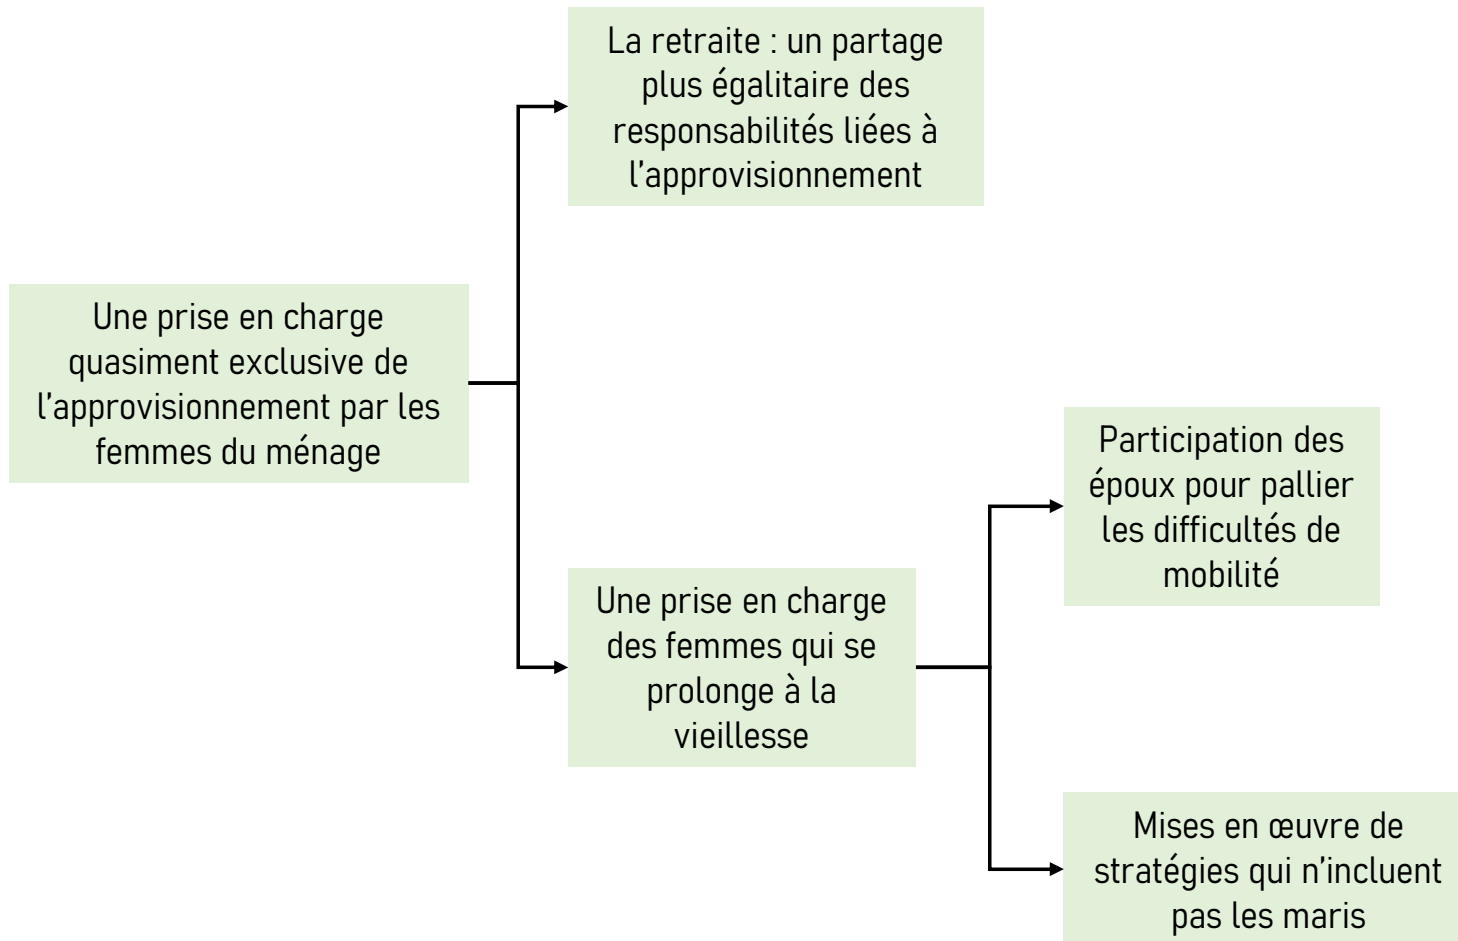 La retraite : un partage
plus égalitaire des
responsabilités liées à
l’approvisionnement
Une prise en charge
quasiment exclusive de
l’approvisionnement par les
femmes du ménage
Participation des
époux pour pallier
les difficultés de
mobilité
Une prise en charge
des femmes qui se
prolonge à la
vieillesse
Mises en œuvre de
stratégies qui n’incluent
pas les maris